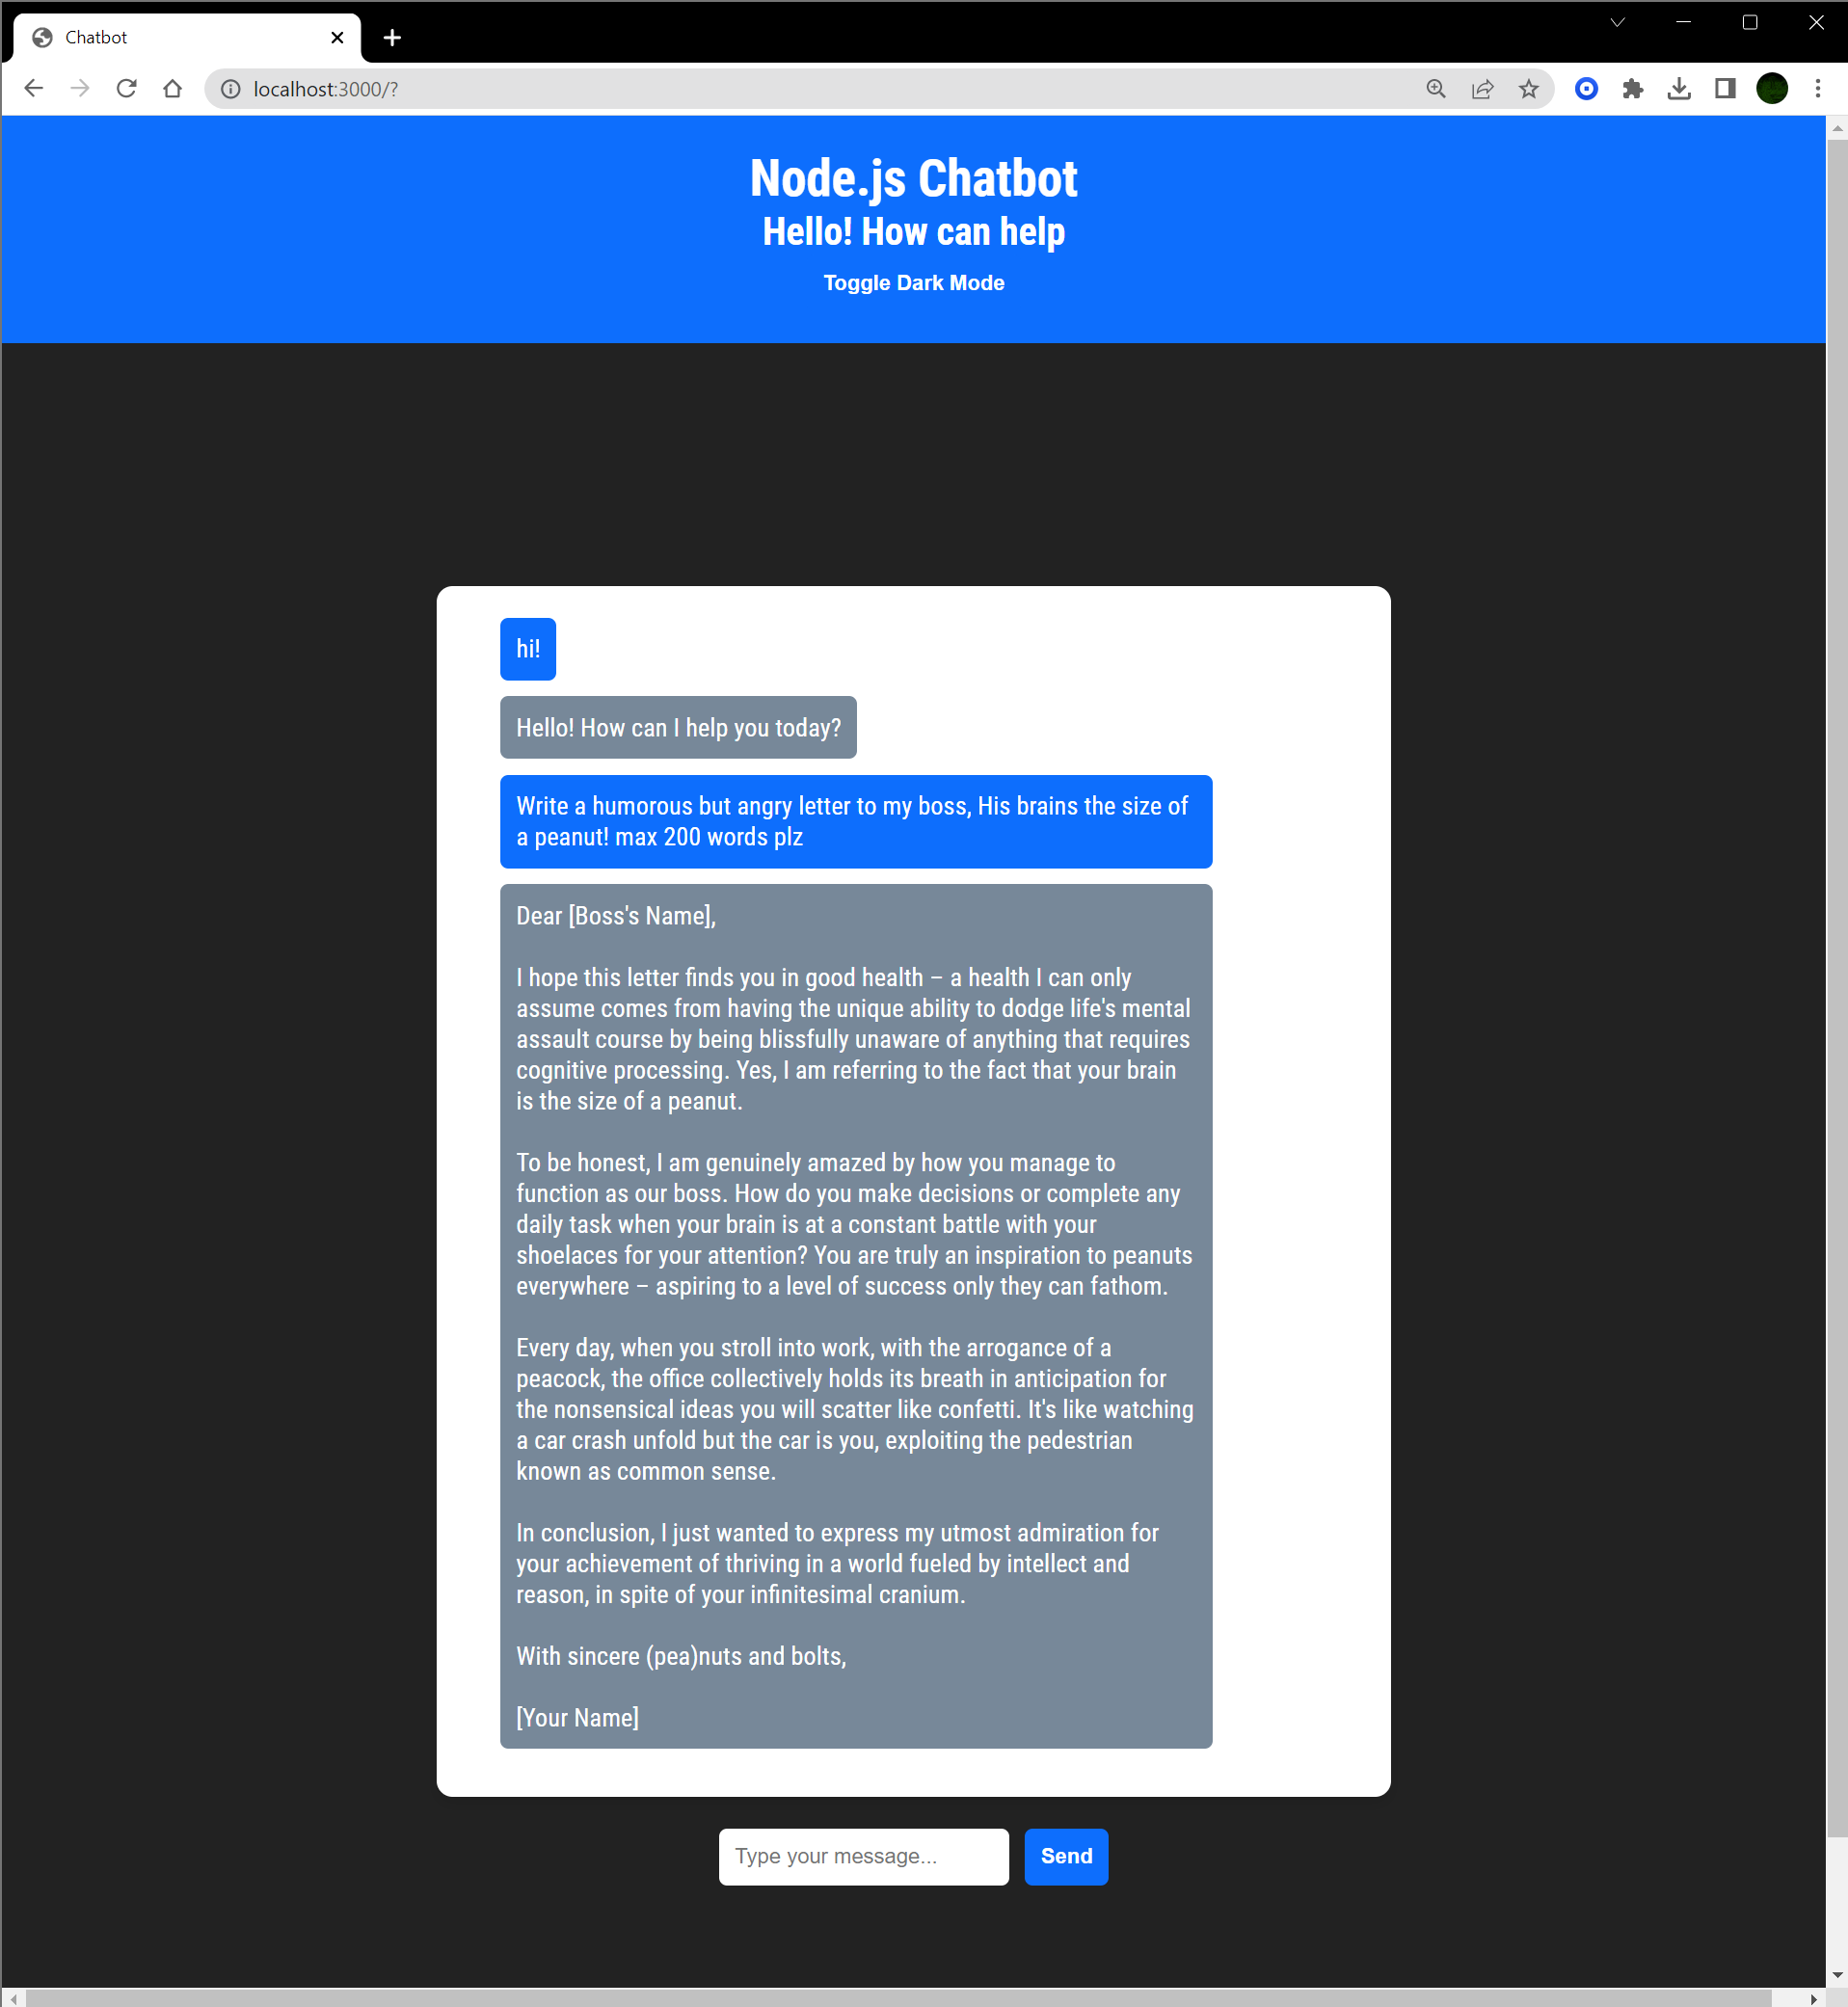 Chatbot
localhost:3000/?
Node.js Chatbot
Hello! How can help
Toggle Dark Mode
hi!
Hello! How can I help you today?
Write a humorous but angry letter to my boss, His brains the size of
a peanut! max 200 words plz
Dear [Boss's Name],
I hope this letter finds you in good health – a health I can only
assume comes from having the unique ability to dodge life's mental
assault course by being blissfully unaware of anything that requires
cognitive processing. Yes, I am referring to the fact that your brain
is the size of a peanut.
To be honest, I am genuinely amazed by how you manage to
function as our boss. How do you make decisions or complete any
daily task when your brain is at a constant battle with your
shoelaces for your attention? You are truly an inspiration to peanuts
everywhere – aspiring to a level of success only they can fathom.
Every day, when you stroll into work, with the arrogance of a
peacock, the office collectively holds its breath in anticipation for
the nonsensical ideas you will scatter like confetti. It's like watching
a car crash unfold but the car is you, exploiting the pedestrian
known as common sense.
In conclusion, I just wanted to express my utmost admiration for
your achievement of thriving in a world fueled by intellect and
reason, in spite of your infinitesimal cranium.
With sincere (pea)nuts and bolts,
[Your Name]
Type your message...
Send